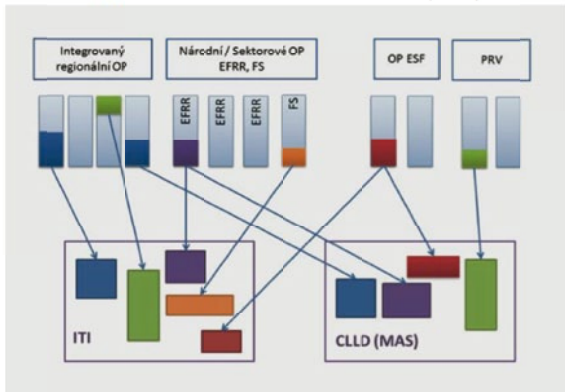 Integrovaný
regionální OP
Národní / Sektorové OP
EFRR, FS
OP ESF
PRV
EFRR
EFRR
EFRR
FS
ITI
CLLD (MAS)